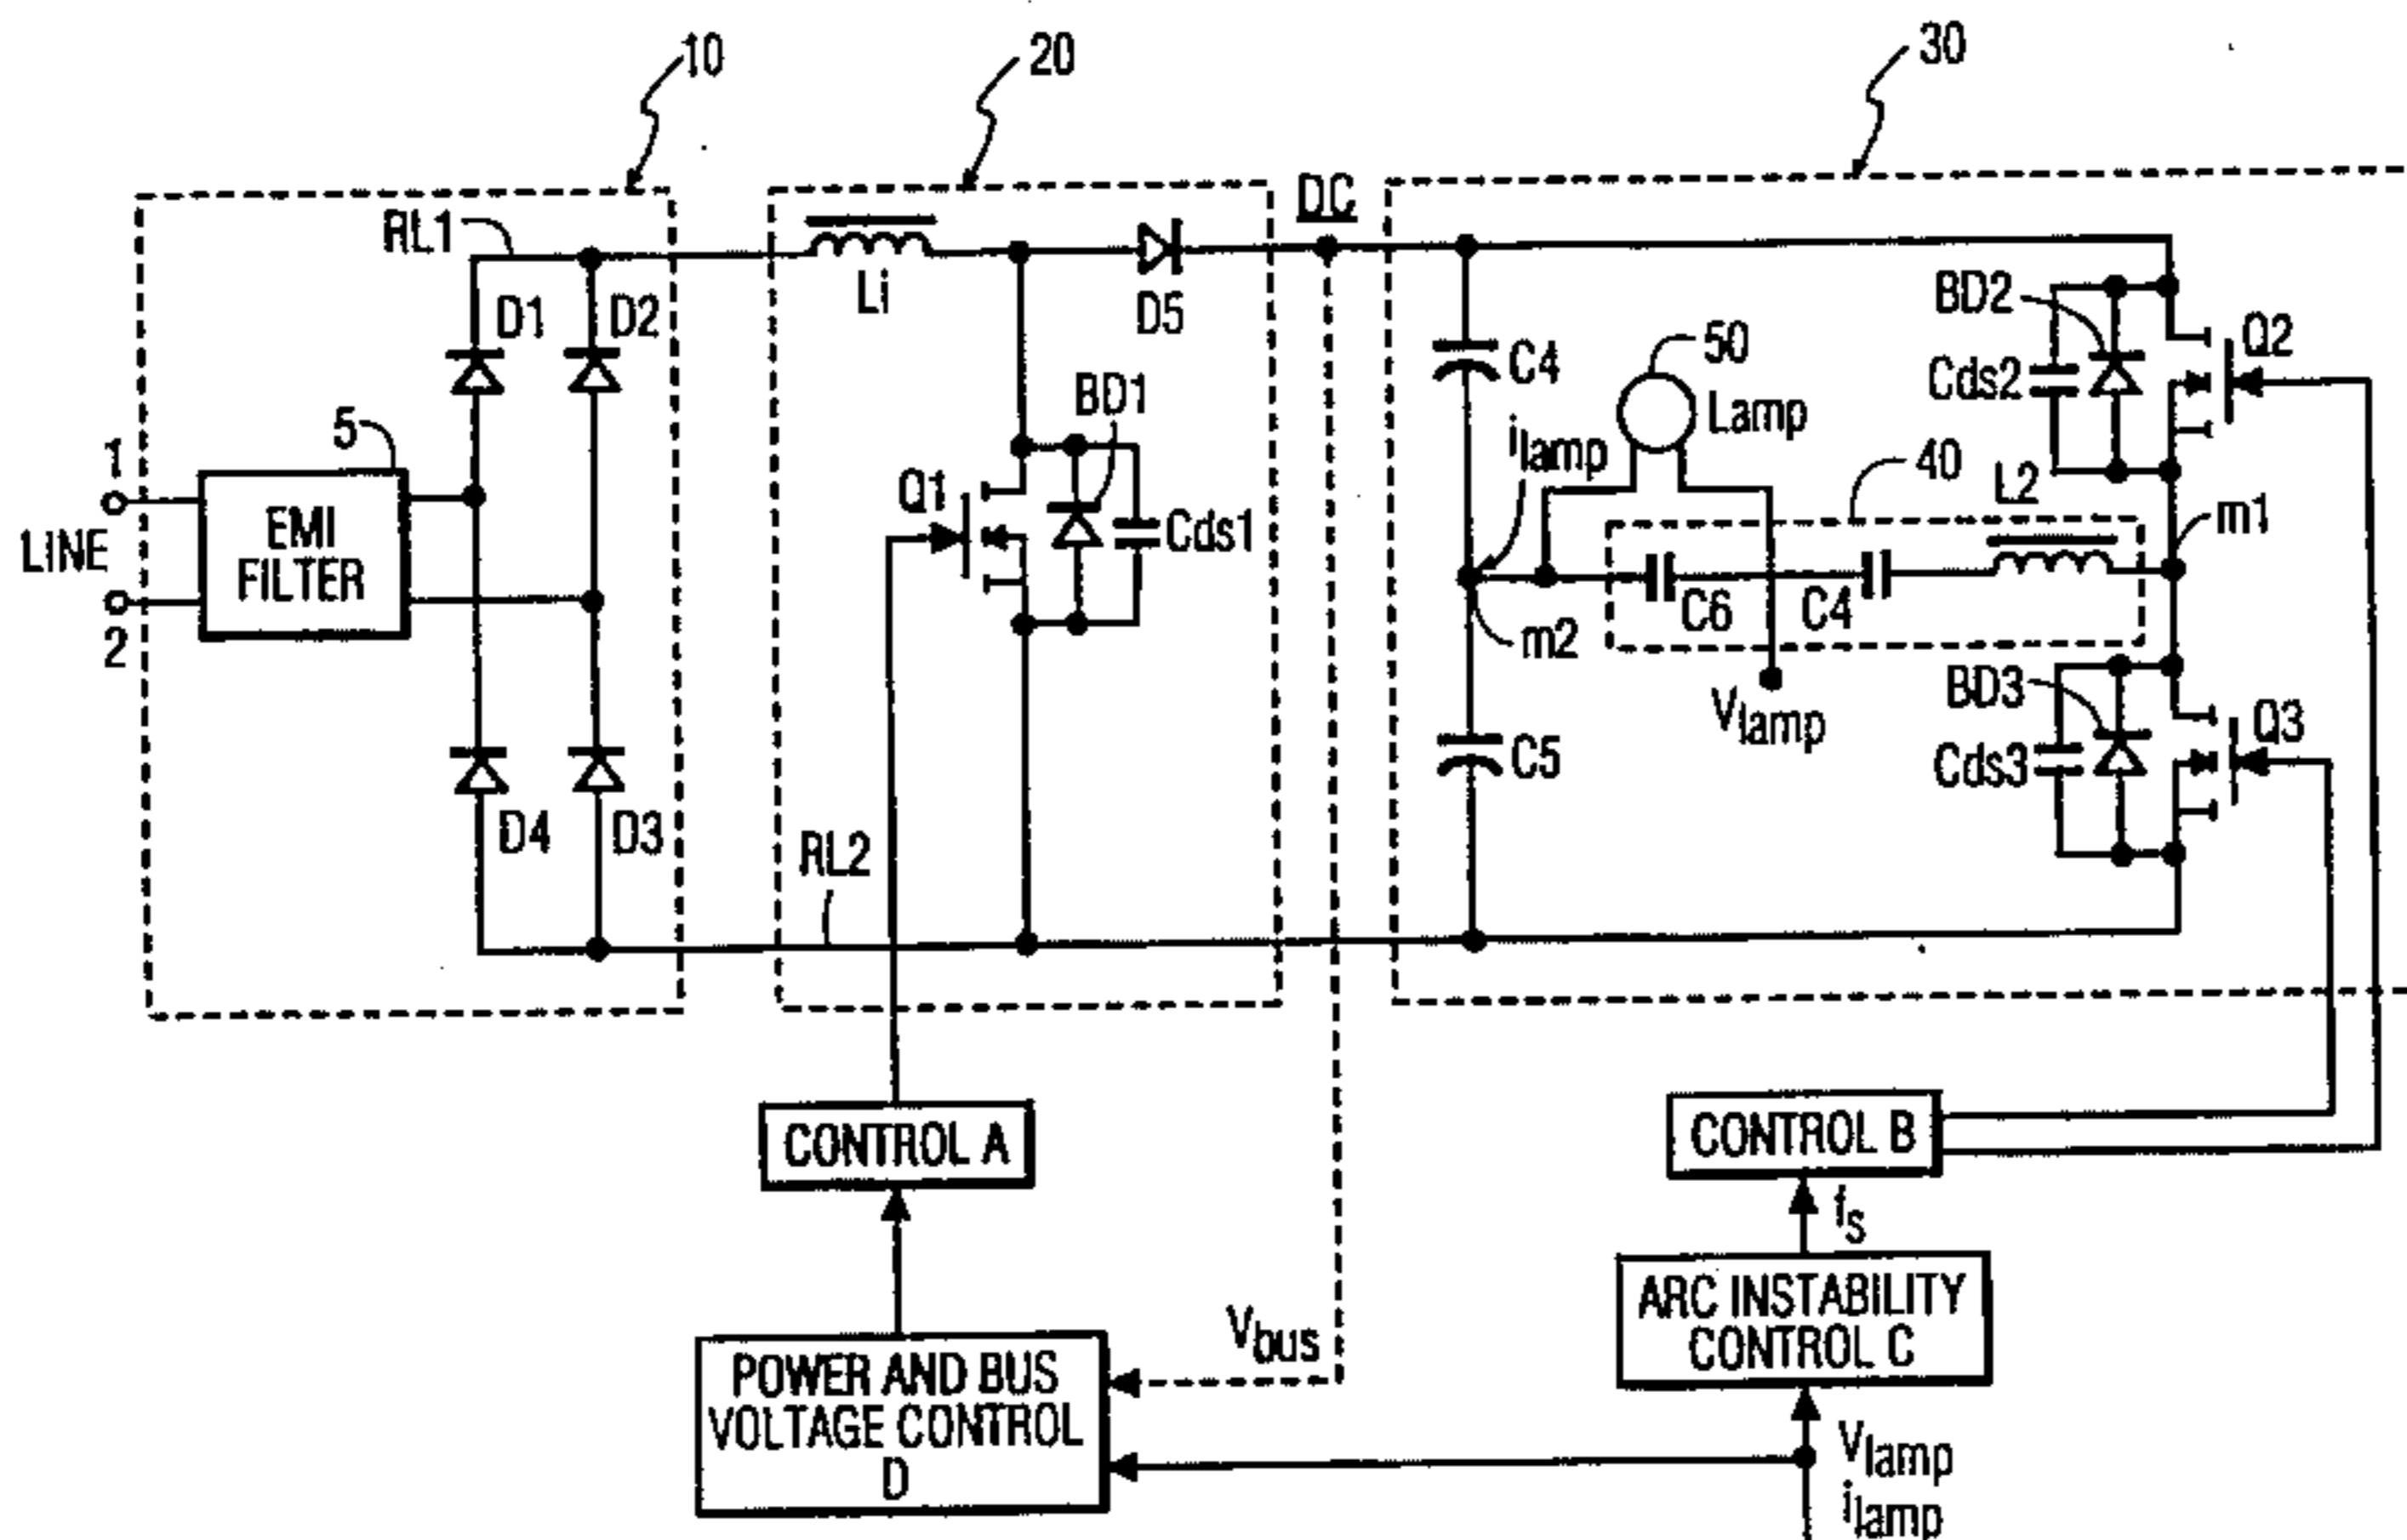 10
20
30
RL1
DC
Li
D5
D1
D2
BD2
Q2
50
C4
Cds2
Lamp
BD1
5
1
ilamp
40
L2
Q1
m1
Cds1
EMI
FILTER
LINE
2
C6
C4
m2
BD3
Q3
Vlamp
C5
Cds3
D4
D3
RL2
CONTROL A
CONTROL B
fs
ARC INSTABILITY
CONTROL C
Vbus
POWER AND BUS
VOLTAGE CONTROL
D
Vlamp
ilamp